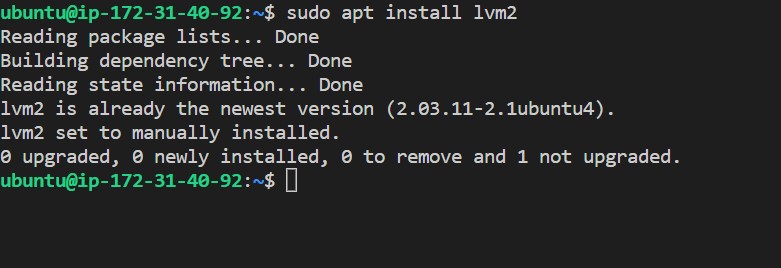 ubuntu@ip-172-31-40-92:~$ sudo apt install lvm2
Reading package lists... Done
Building dependency tree... Done
Reading state information... Done
lvm2 is already the newest version (2.03.11-2.1ubuntu4).
lvm2 set to manually installed.
0 upgraded, 0 newly installed, 0 to remove and 1 not upgraded.
ubuntu@ip-172-31-40-92:~$